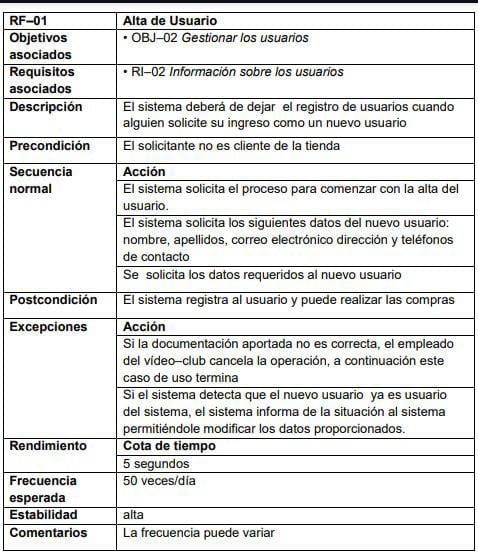 RF–01 Alta de Usuario
Objetivos asociados • OBJ–02 Gestionar los usuarios
Requisitos asociados • RI–02 Información sobre los usuarios
Descripción El sistema deberá de dejar el registro de usuarios cuando
alguien solicite su ingreso como un nuevo usuario
Precondición El solicitante no es cliente de la tienda
Secuencia normal Acción
El sistema solicita el proceso para comenzar con la alta del
usuario.
El sistema solicita los siguientes datos del nuevo usuario:
nombre, apellidos, correo electrónico dirección y teléfonos
de contacto
Se solicita los datos requeridos al nuevo usuario
Postcondición El sistema registra al usuario y puede realizar las compras
Excepciones Acción
Si la documentación aportada no es correcta, el empleado
del vídeo–club cancela la operación, a continuación este
caso de uso termina
Si el sistema detecta que el nuevo usuario ya es usuario
del sistema, el sistema informa de la situación al sistema
permitiéndole modificar los datos proporcionados.
Rendimiento Cota de tiempo
5 segundos
Frecuencia esperada 50 veces/día
Estabilidad alta
Comentarios La frecuencia puede variar